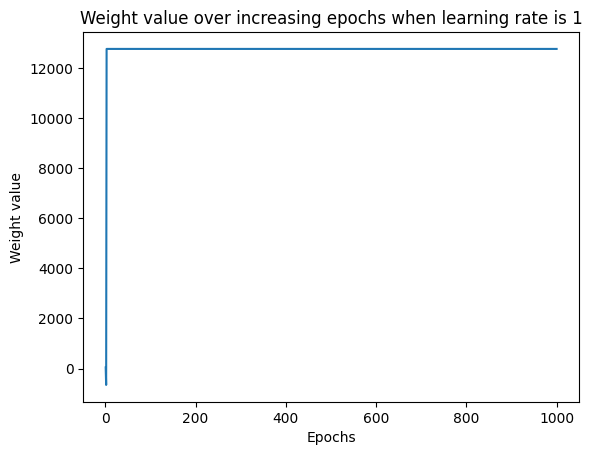 Weight value over increasing epochs when learning rate is 1
12000
10000
8000
6000
4000
2000
0
Weight value
0 200 400 600 800 1000
Epochs